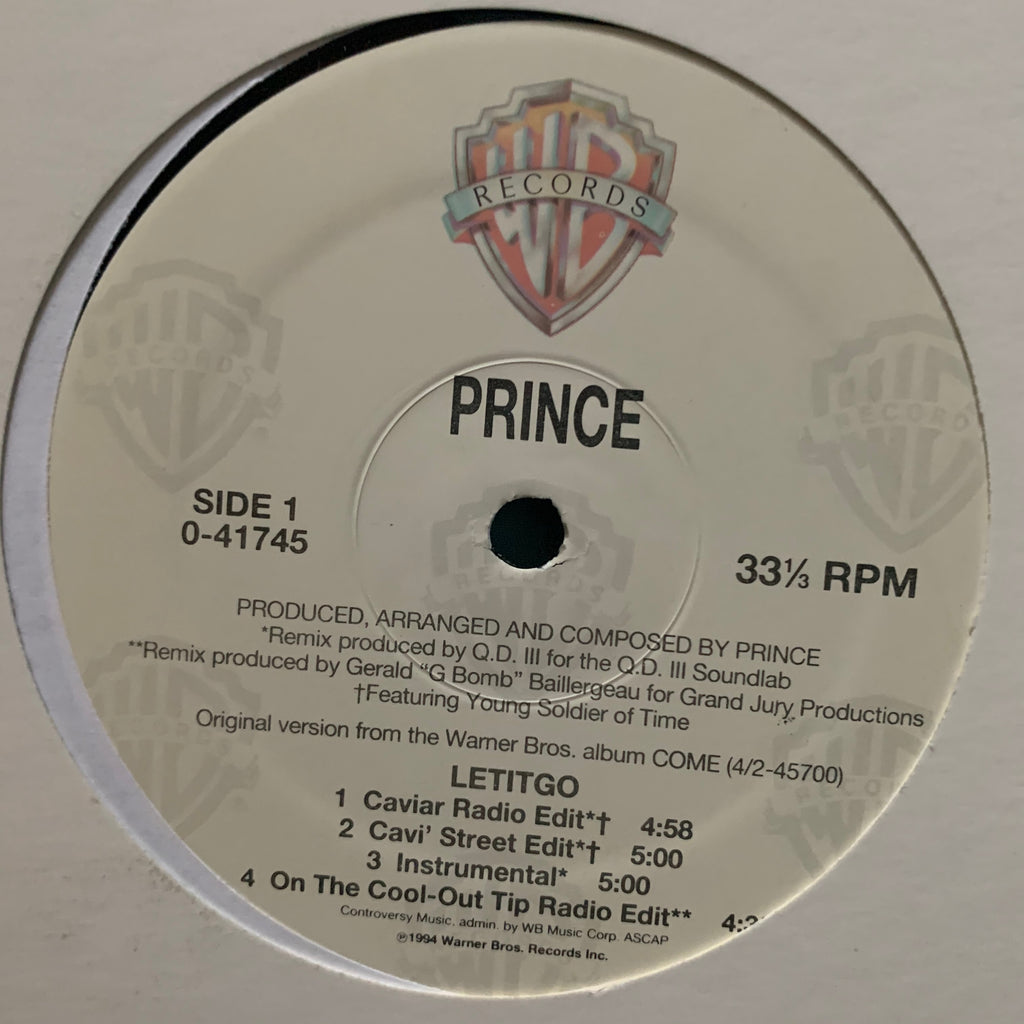 WB
RECORDS
PRINCE
SIDE 1
0-41745
33⅓ RPM
PRODUCED, ARRANGED AND COMPOSED BY PRINCE
*Remix produced by Q.D. III for the Q.D. III Soundlab
**Remix produced by Gerald "G Bomb" Baillergeau for Grand Jury Productions
†Featuring Young Soldier of Time
Original version from the Warner Bros. album COME (4/2-45700)
LETITGO
1 Caviar Radio Edit*† 4:58
2 Cavi' Street Edit*† 5:00
3 Instrumental* 5:00
4 On The Cool-Out Tip Radio Edit**
Controversy Music. admin. by WB Music Corp. ASCAP
℗1994 Warner Bros. Records Inc.